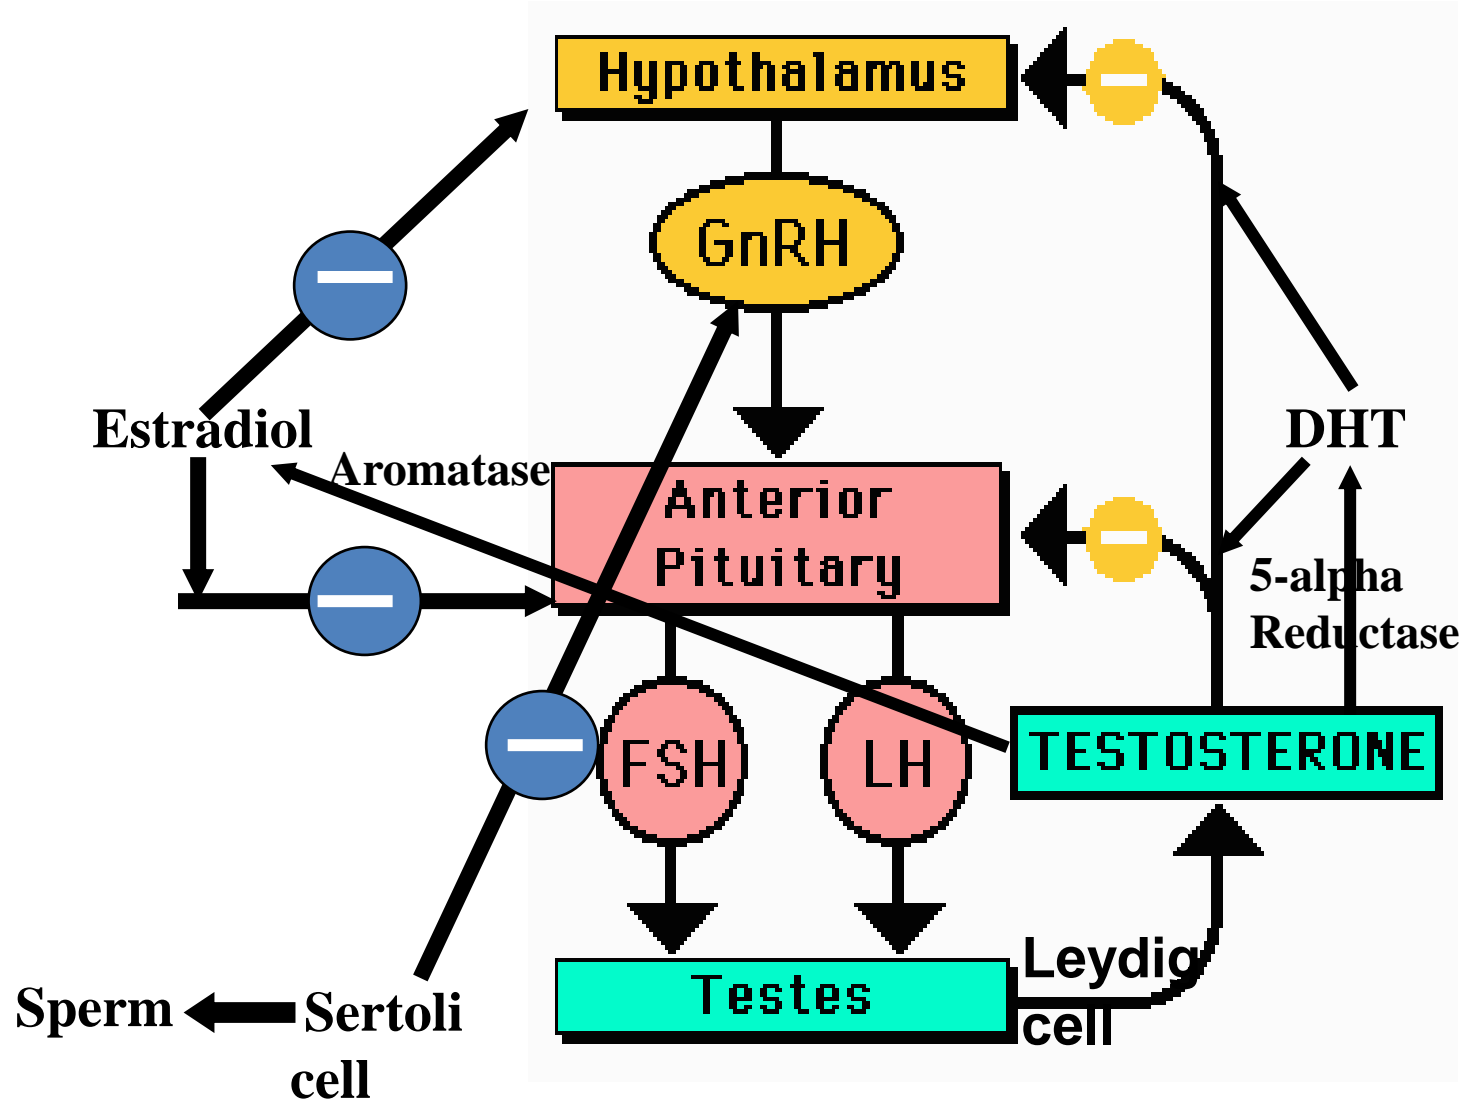 Hypothalamus
GnRH
Estradiol
DHT
Aromatase
Anterior
Pituitary
5-alpha
Reductase
FSH
LH
TESTOSTERONE
Leydig
cell
Testes
Sperm
Sertoli
cell